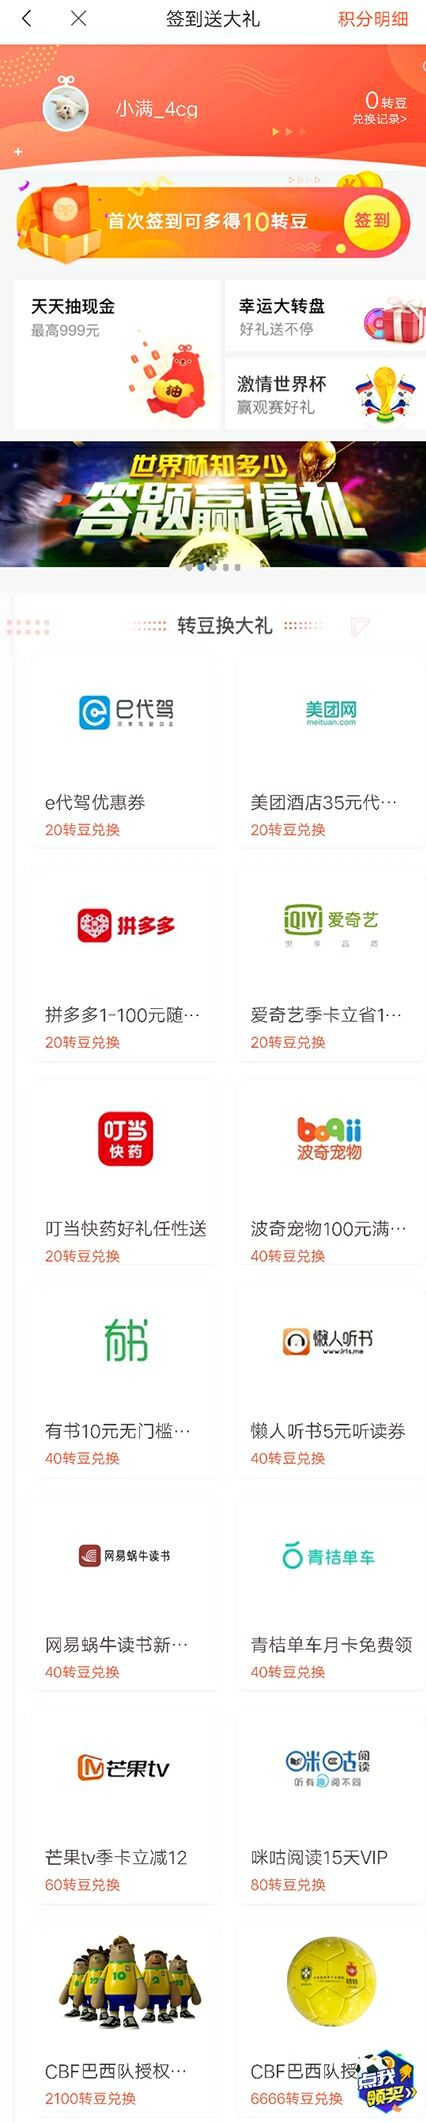 签到送大礼
积分明细
小满_4cg
0转豆
兑换记录>
首次签到可多得10转豆
签到
天天抽现金
最高999元
抽
幸运大转盘
好礼送不停
激情世界杯
赢观赛好礼
世界杯知多少
答题赢壕礼
转豆换大礼
e代驾
e代驾优惠券
20转豆兑换
美团网
meituan.com
美团酒店35元代…
20转豆兑换
拼多多
拼多多1-100元随…
20转豆兑换
iQIYI 爱奇艺
悦享品质
爱奇艺季卡立省1…
20转豆兑换
叮当
快药
叮当快药好礼任性送
20转豆兑换
boqii
波奇宠物
波奇宠物100元满…
40转豆兑换
有书
有书10元无门槛…
40转豆兑换
懒人听书
www.lrts.me
懒人听书5元听读券
40转豆兑换
网易蜗牛读书
网易蜗牛读书新…
40转豆兑换
青桔单车
青桔单车月卡免费领
40转豆兑换
芒果tv
芒果tv季卡立减12
60转豆兑换
咪咕阅读
听有趣阅不同
咪咕阅读15天VIP
80转豆兑换
CBF巴西队授权…
2100转豆兑换
CBF巴西队授
6666转豆兑换
点我
领奖